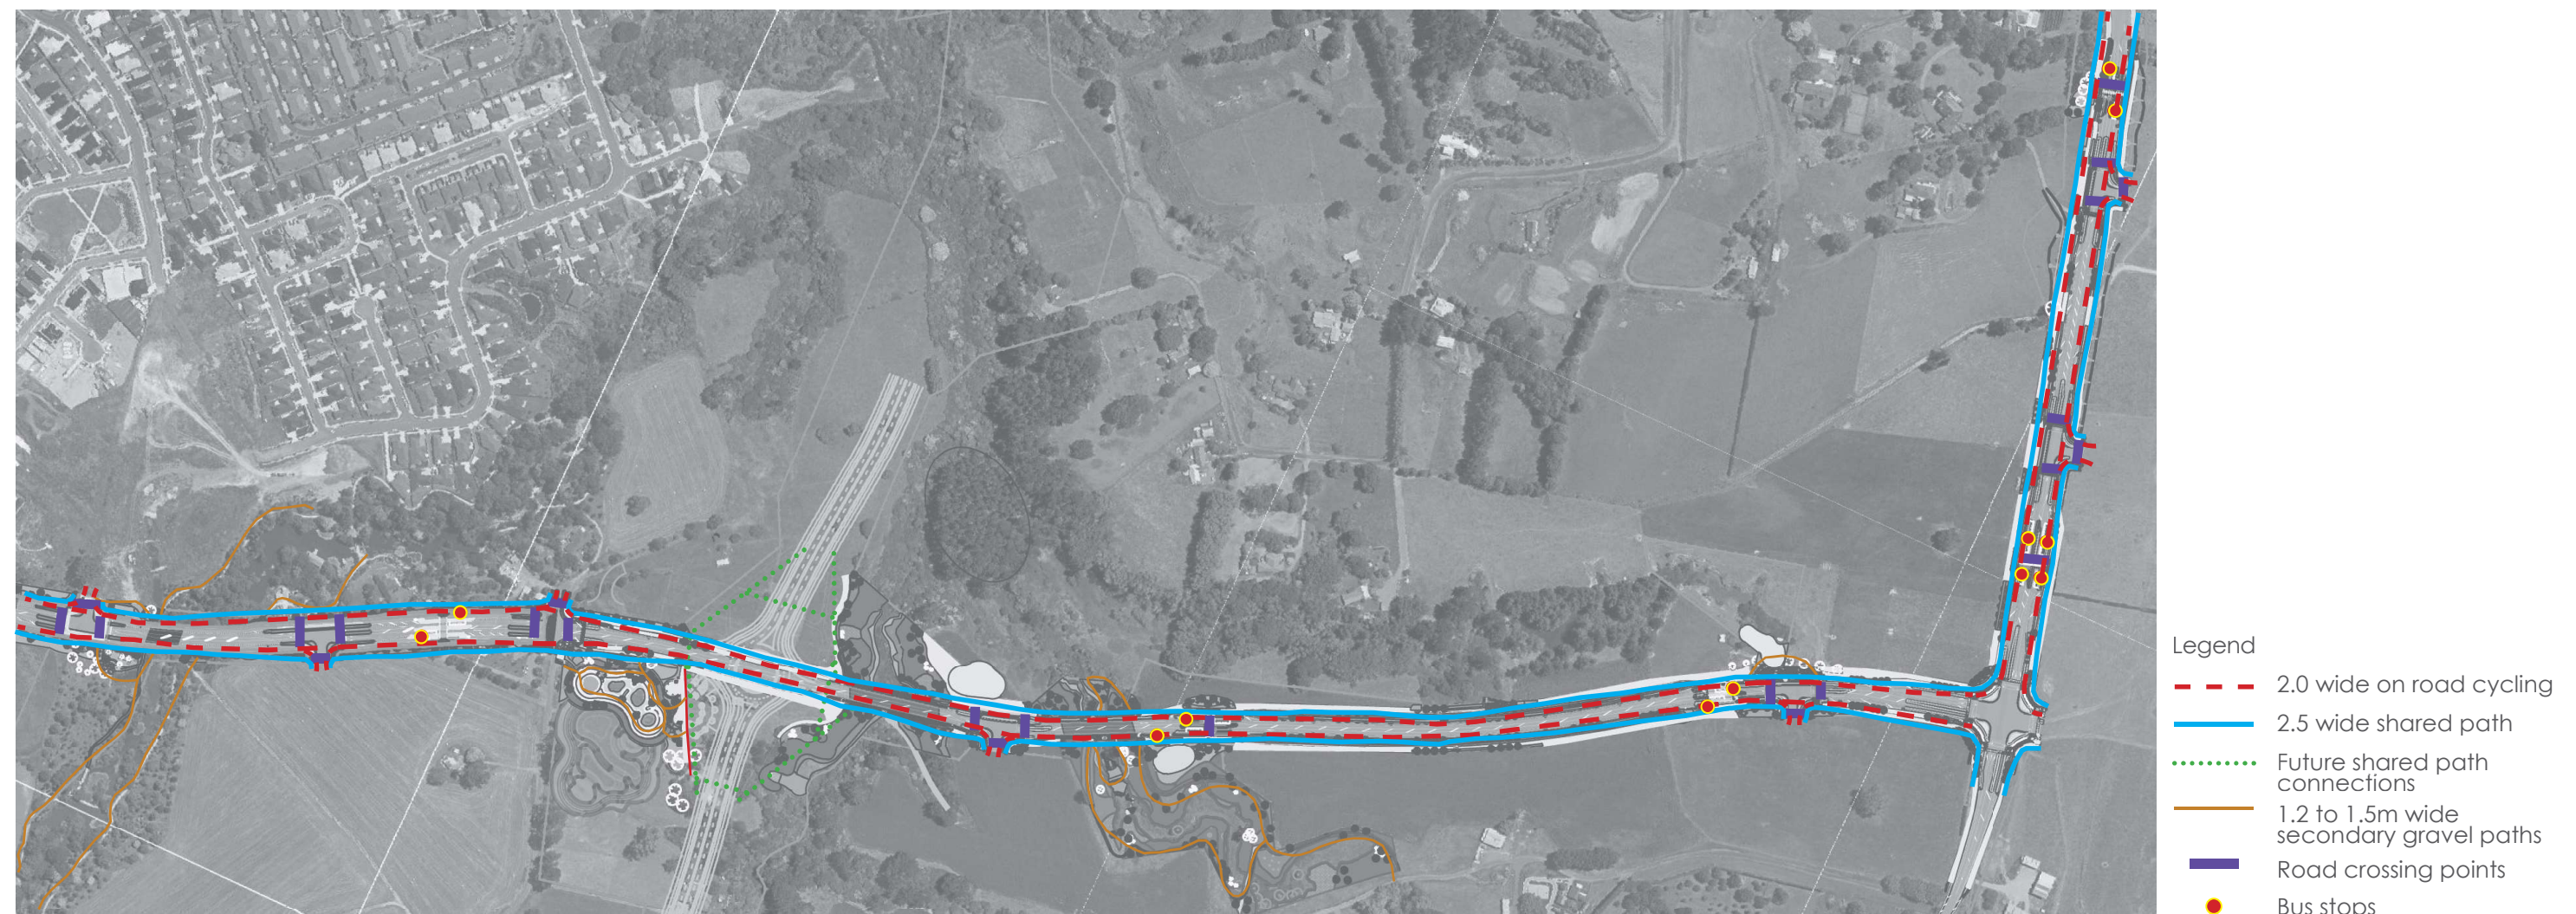 Legend
2.0 wide on road cycling
2.5 wide shared path
Future shared path
connections
1.2 to 1.5m wide
secondary gravel paths
Road crossing points
Bus stops